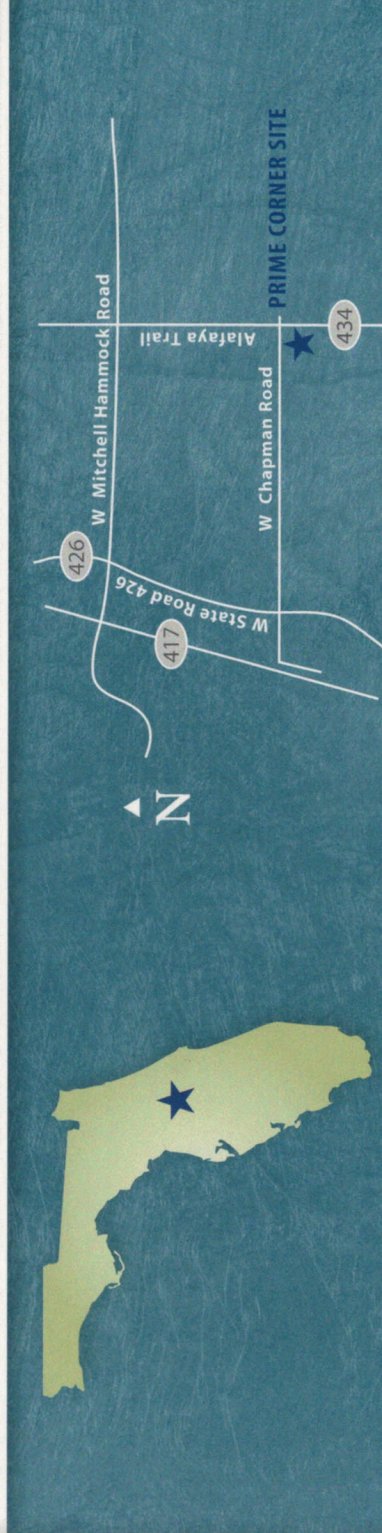 N
417
426
W State Road 426
W Mitchell Hammock Road
Alafaya Trail
W Chapman Road
PRIME CORNER SITE
434